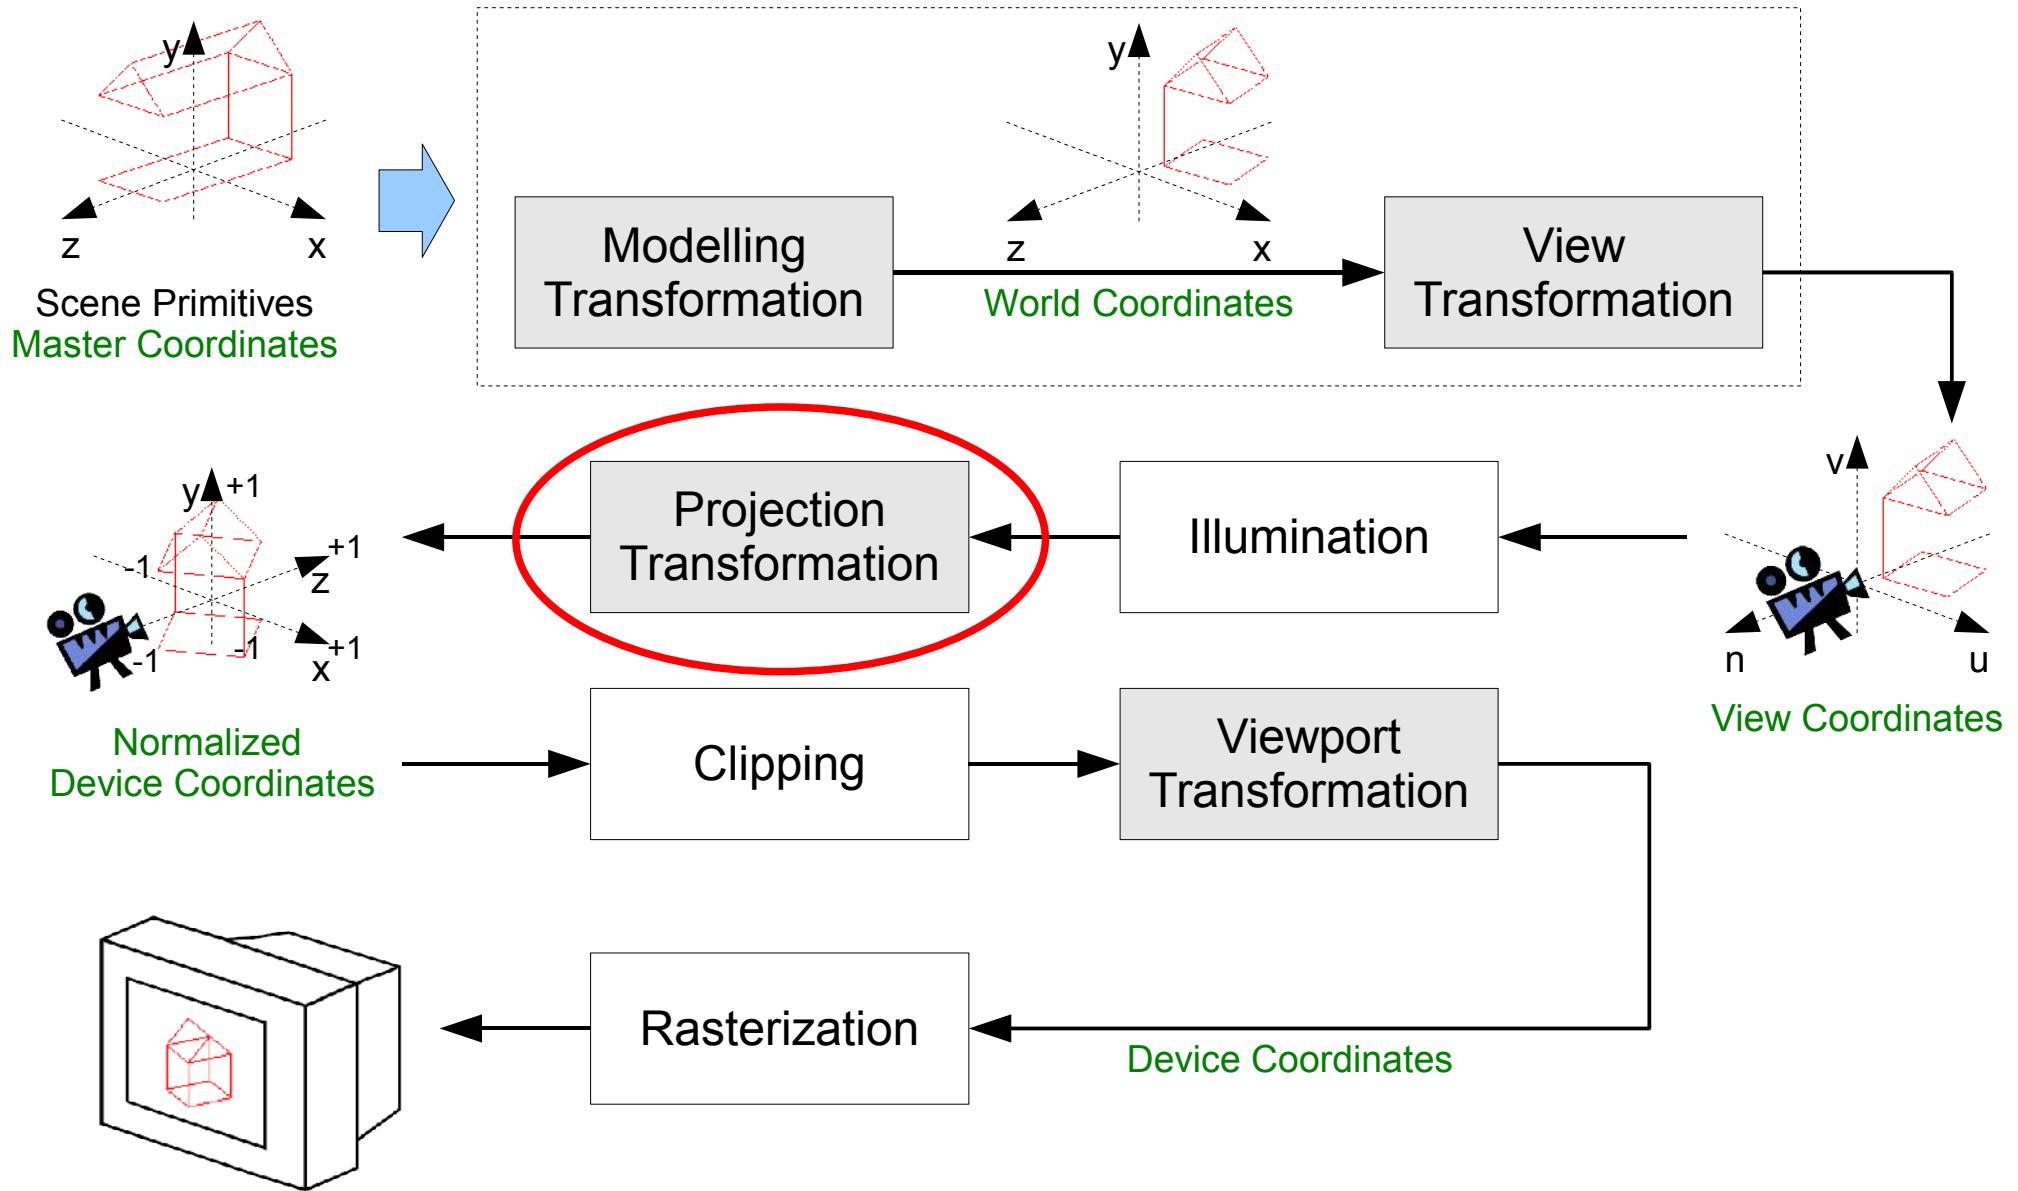 y
z
x
Scene Primitives
Master Coordinates
Modelling
Transformation
y
z
x
World Coordinates
View
Transformation
v
n
u
View Coordinates
Illumination
Projection
Transformation
y
+1
-1
+1
z
-1
-1
x
+1
Normalized
Device Coordinates
Clipping
Viewport
Transformation
Device Coordinates
Rasterization